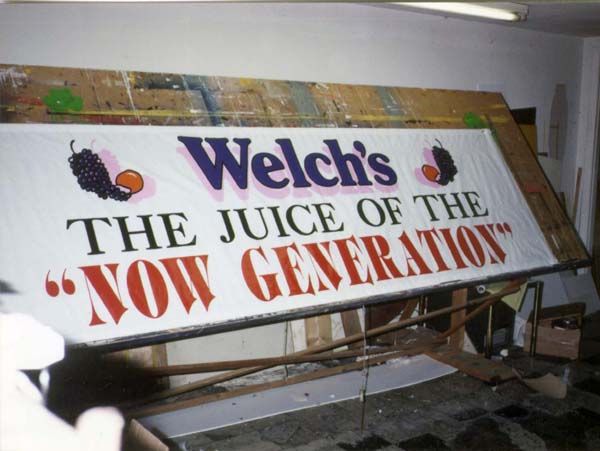 Welch's
THE JUICE OF THE
"NOW GENERATION"